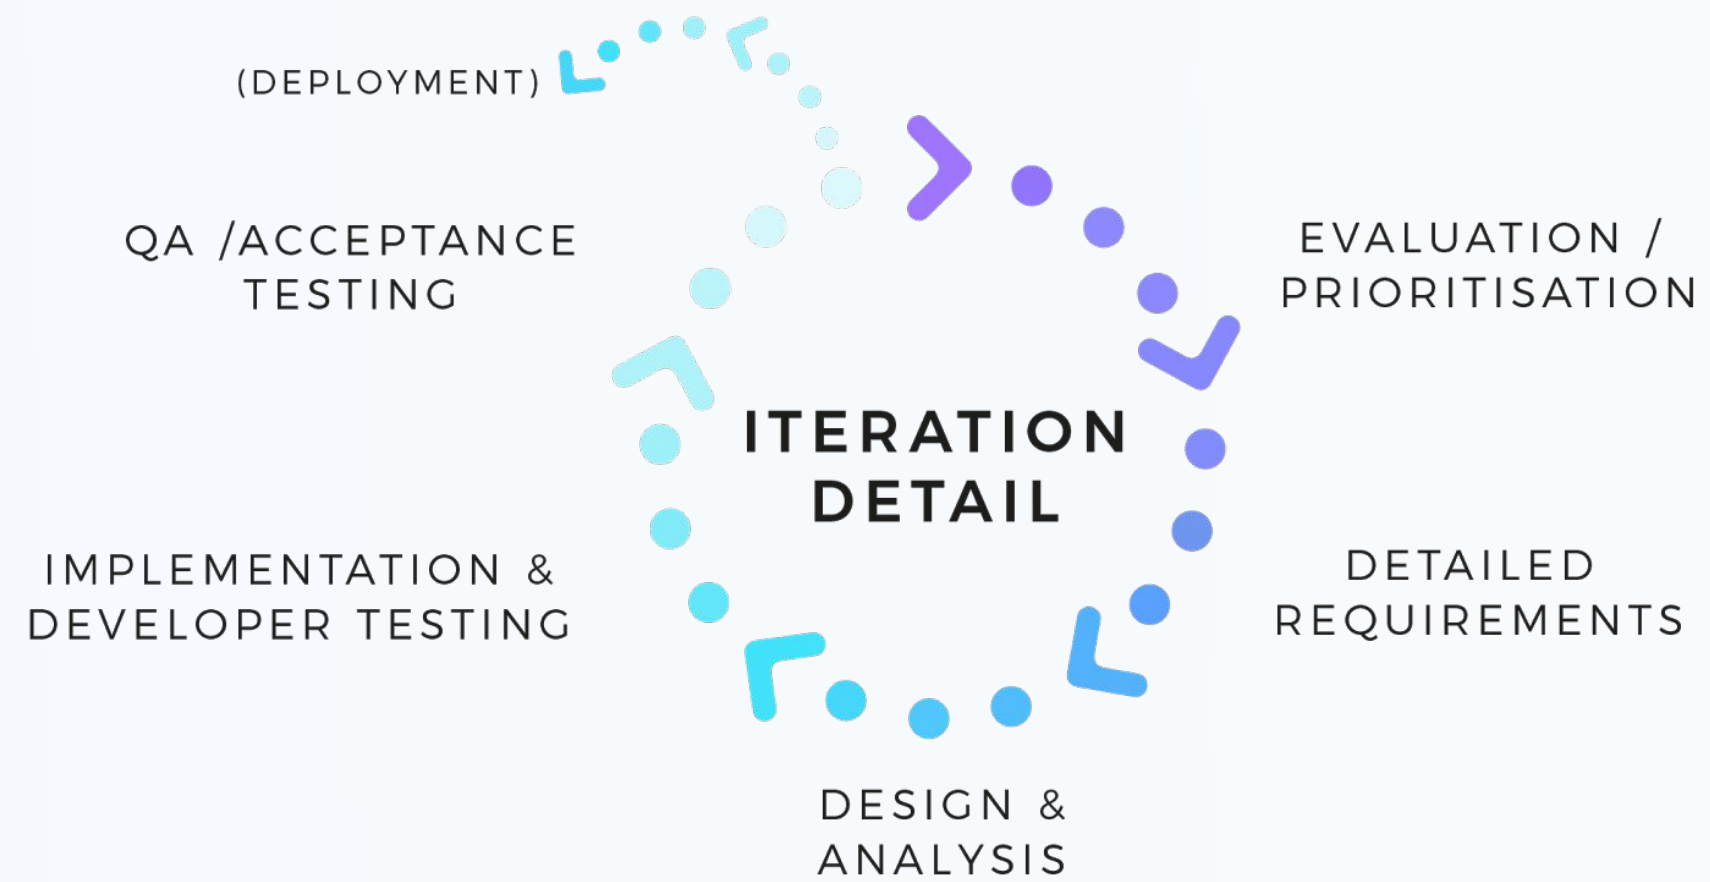 (DEPLOYMENT)
QA /ACCEPTANCE
TESTING
EVALUATION /
PRIORITISATION
ITERATION
DETAIL
IMPLEMENTATION &
DEVELOPER TESTING
DETAILED
REQUIREMENTS
DESIGN &
ANALYSIS